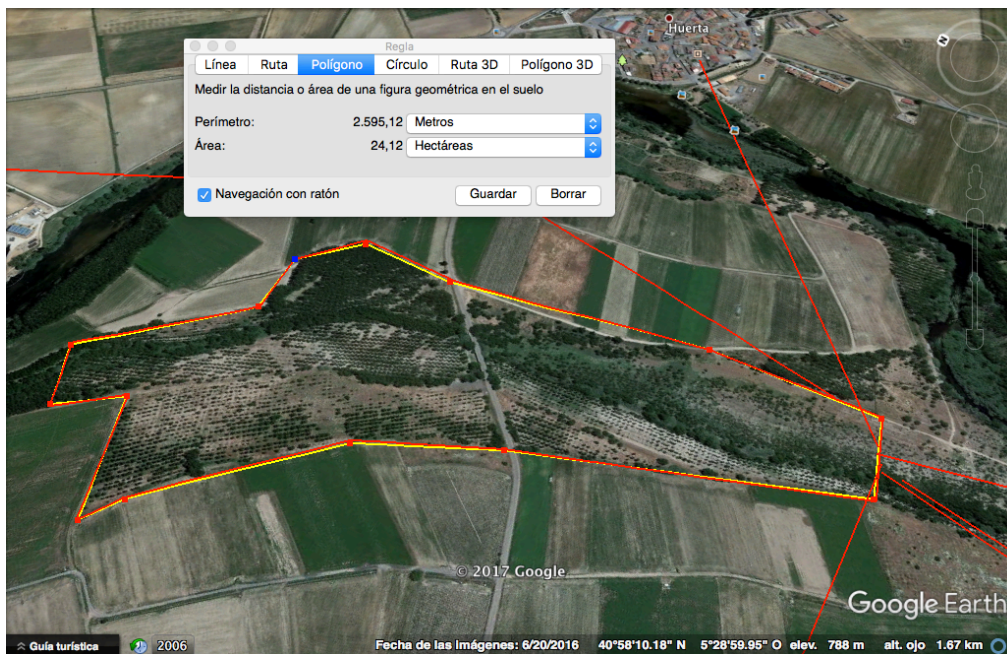 Huerta
Regla
Línea Ruta Polígono Círculo Ruta 3D Polígono 3D
Medir la distancia o área de una figura geométrica en el suelo
Perímetro: 2.595,12 Metros
Área: 24,12 Hectáreas
Navegación con ratón Guardar Borrar
N
© 2017 Google
Google Earth
Guía turística 2006 Fecha de las Imágenes: 6/20/2016 40°58'10.18" N 5°28'59.95" O elev. 788 m alt. ojo 1.67 km